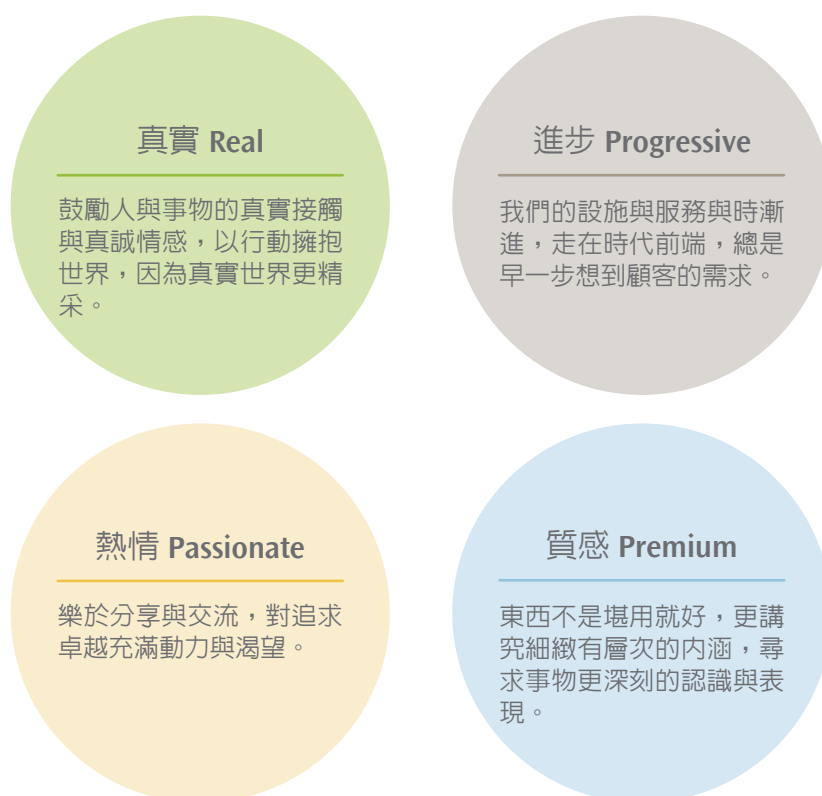 真實 Real
鼓勵人與事物的真實接觸
與真誠情感，以行動擁抱
世界，因為真實世界更精
采。
進步 Progressive
我們的設施與服務與時漸
進，走在時代前端，總是
早一步想到顧客的需求。
熱情 Passionate
樂於分享與交流，對追求
卓越充滿動力與渴望。
質感 Premium
東西不是堪用就好，更講
究細緻有層次的內涵，尋
求事物更深刻的認識與表
現。